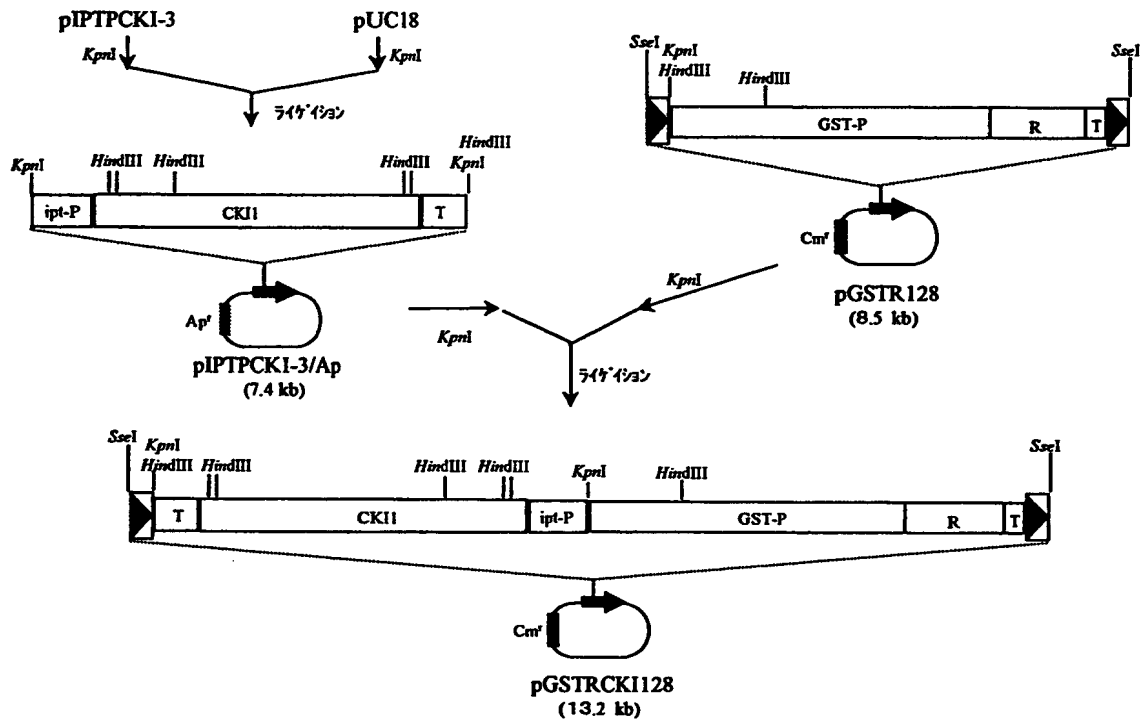 pIPTPCKI-3
pUC18
KpnI
KpnI
ライゲイション
KpnI
HindIII
HindIII
HindIII
HindIII
KpnI
ipt-P
CKI1
T
Apʳ
pIPTPCKI-3/Ap
(7.4 kb)
KpnI
SseI
KpnI
HindIII
HindIII
SseI
GST-P
R
T
Cmʳ
pGSTR128
(8.5 kb)
KpnI
ライゲイション
SseI
KpnI
HindIII
HindIII
HindIII
HindIII
KpnI
HindIII
SseI
T
CKI1
ipt-P
GST-P
R
T
Cmʳ
pGSTRCKI128
(13.2 kb)